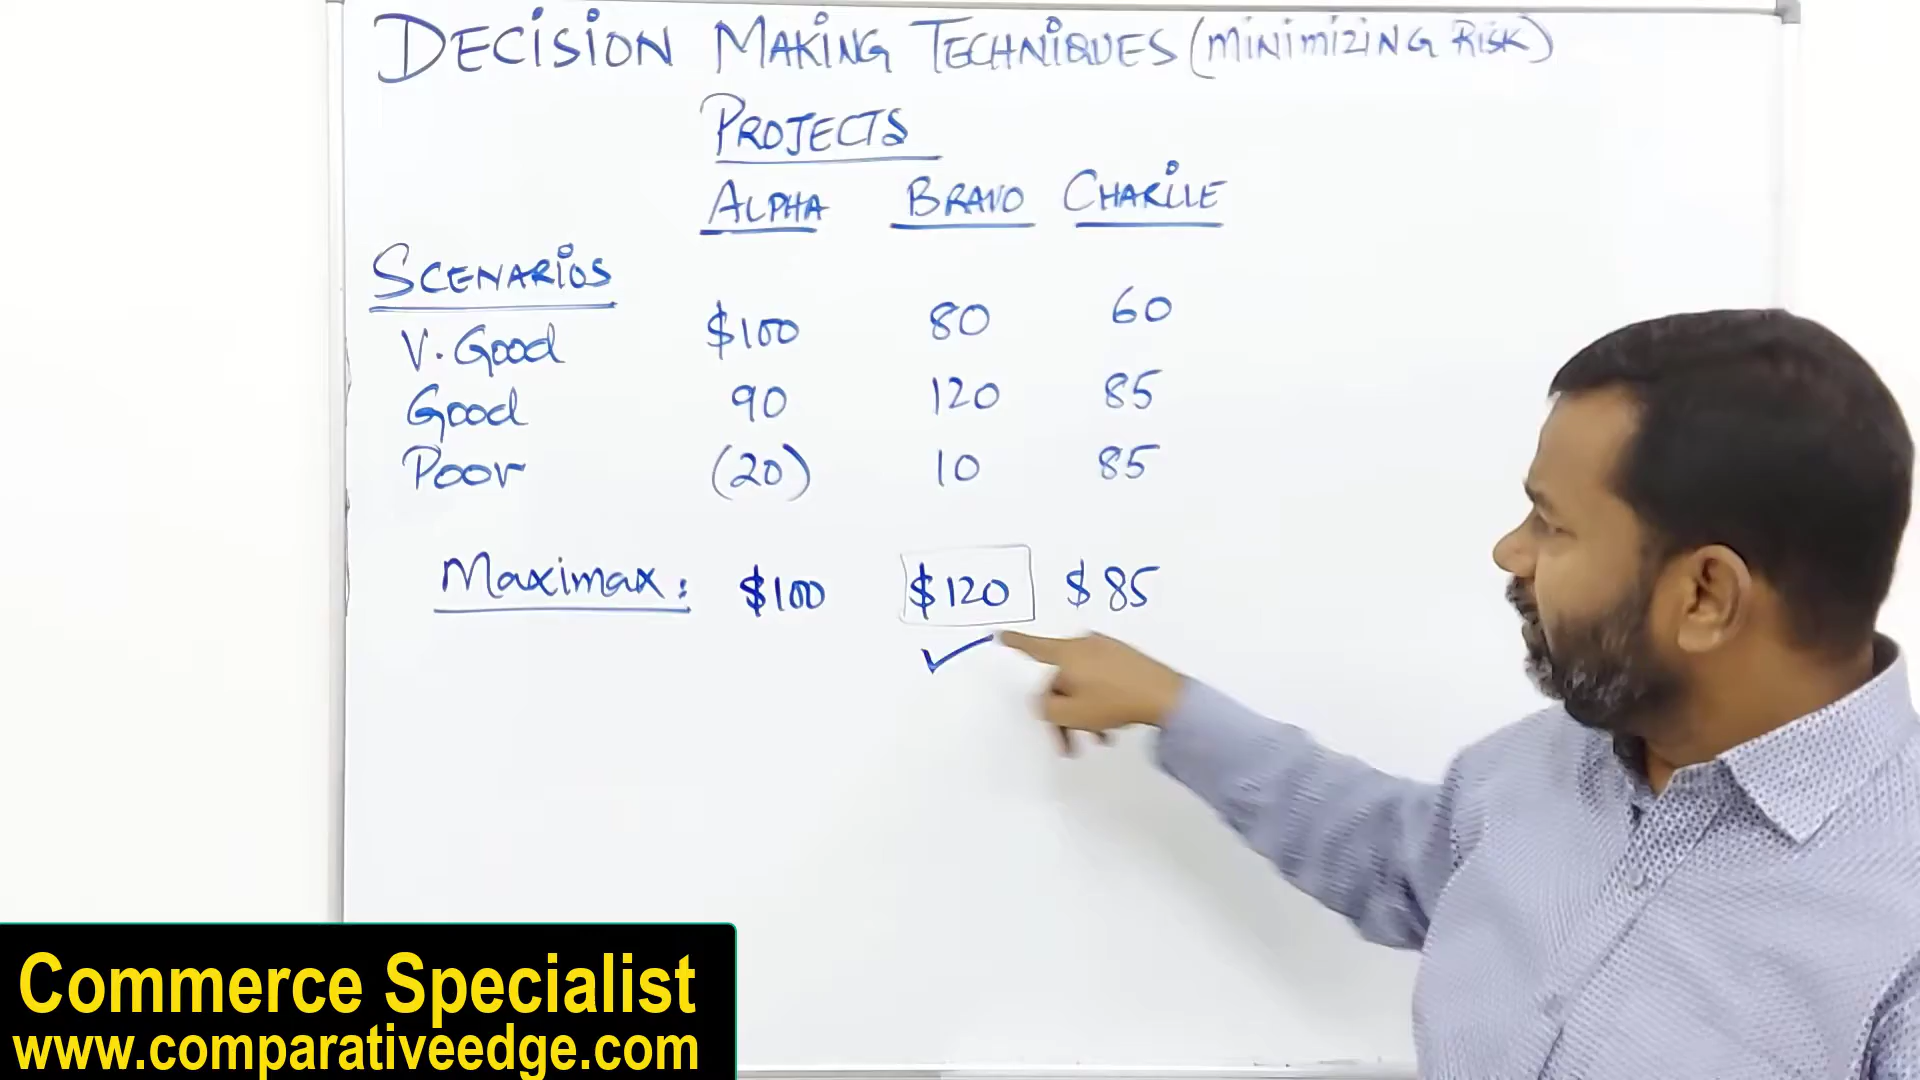 DECISION MAKING TECHNIQUES (MINIMIZING RISK)
PROJECTS
ALPHA BRAVO CHARLIE
SCENARIOS
V. Good $100 80 60
Good 90 120 85
Poor (20) 10 85
Maximax: $100 $120 $85
Commerce Specialist
www.comparativeedge.com